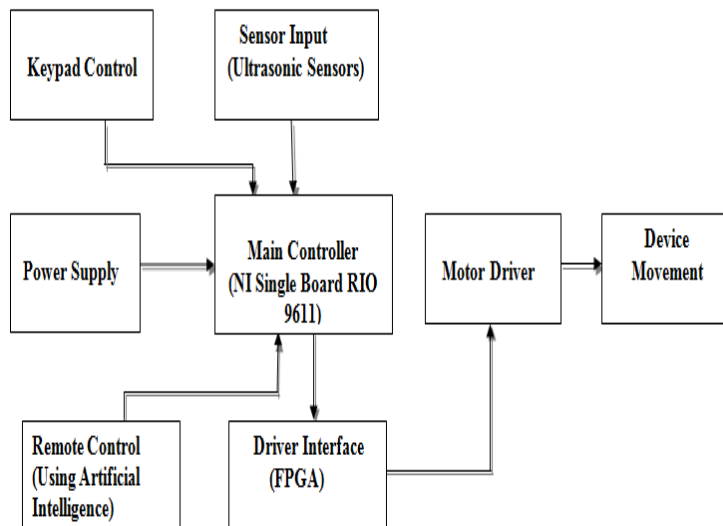 Keypad Control
Sensor Input
(Ultrasonic Sensors)
Power Supply
Main Controller
(NI Single Board RIO
9611)
Motor Driver
Device
Movement
Remote Control
(Using Artificial
Intelligence)
Driver Interface
(FPGA)